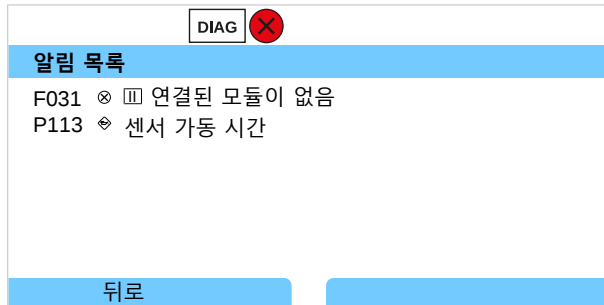 DIAG
알림 목록
F031 ⊗ Ⅲ 연결된 모듈이 없음
P113 센서 가동 시간
뒤로